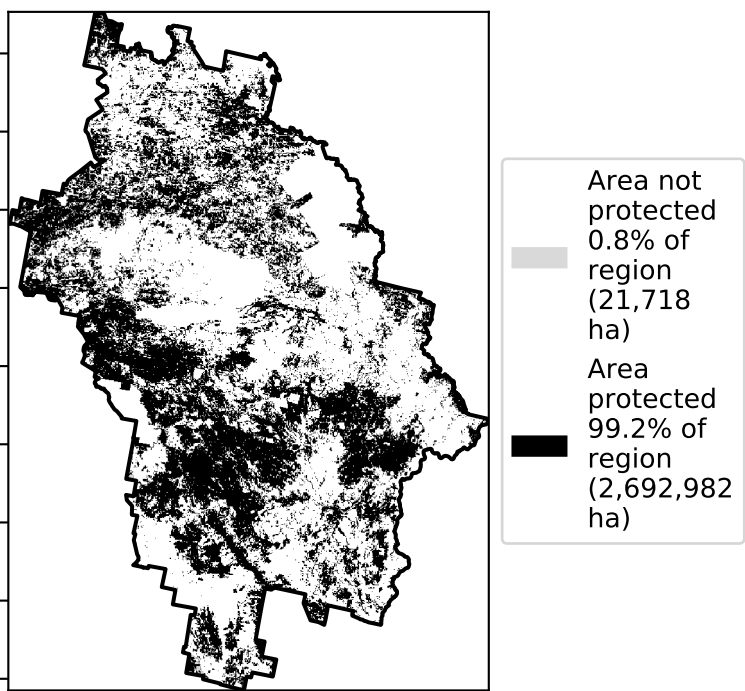 Area not
protected
0.8% of
region
(21,718
ha)
Area
protected
99.2% of
region
(2,692,982
ha)